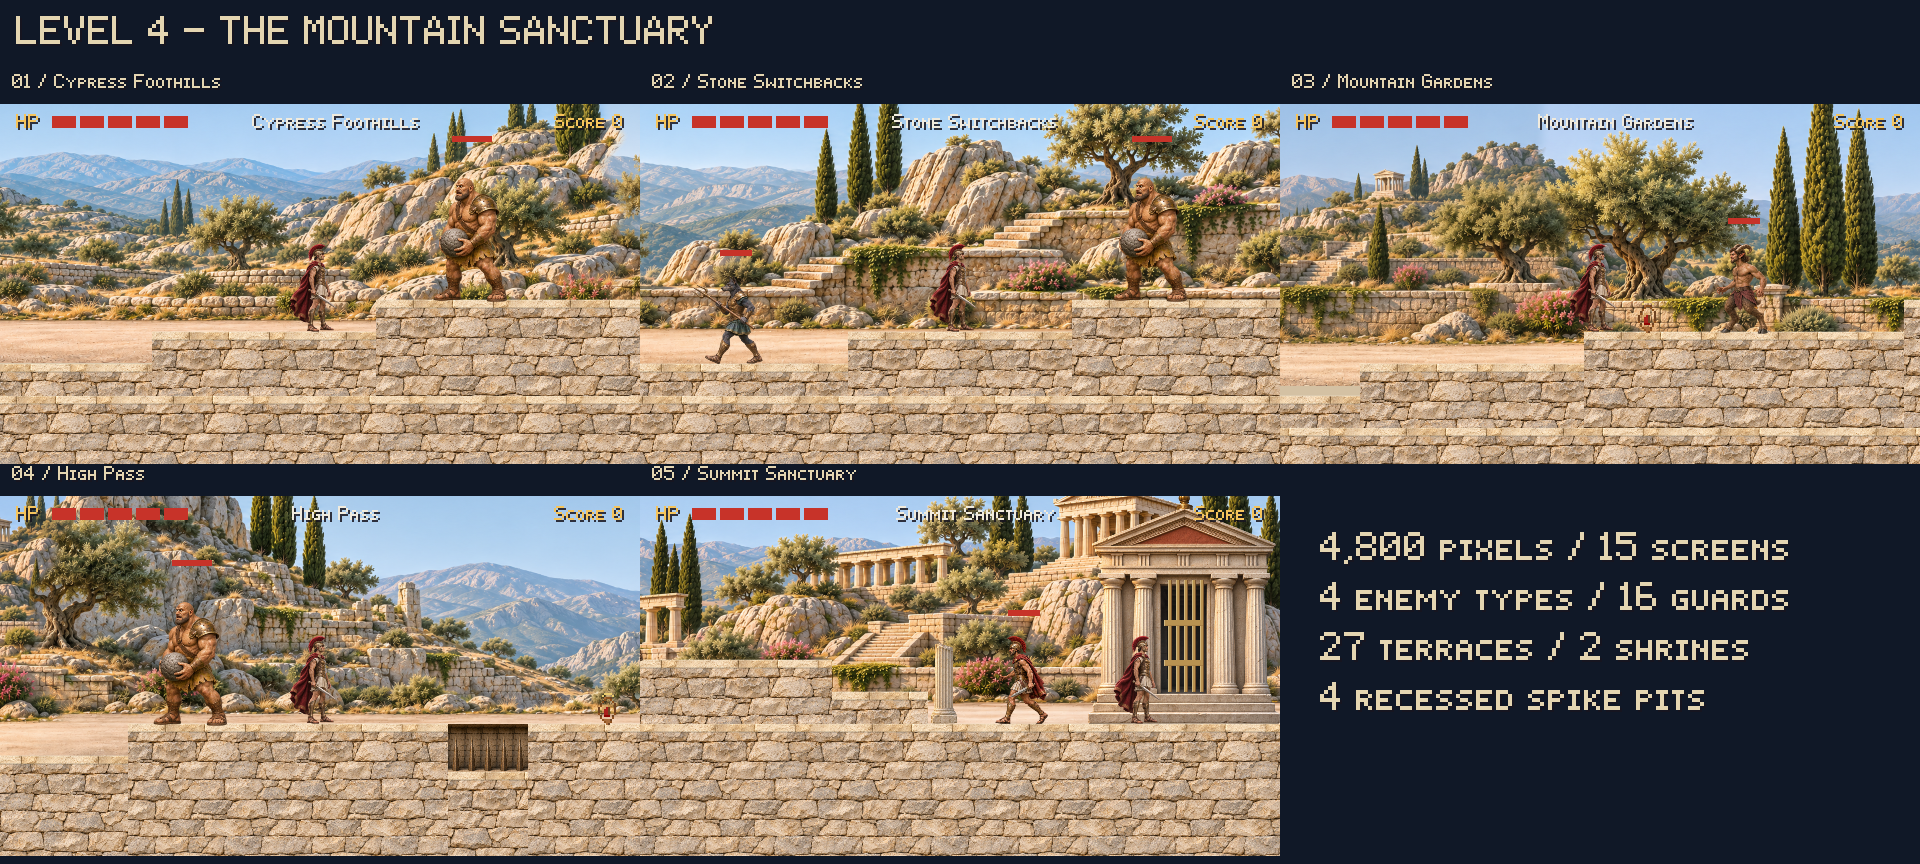 LEVEL 4 – THE MOUNTAIN SANCTUARY
01 / Cypress Foothills
HP Cypress Foothills Score 0
02 / Stone Switchbacks
HP Stone Switchbacks Score 0
03 / Mountain Gardens
HP Mountain Gardens Score 0
04 / High Pass
HP High Pass Score 0
05 / Summit Sanctuary
HP Summit Sanctuary Score 0
4,800 pixels / 15 screens
4 enemy types / 16 guards
27 terraces / 2 shrines
4 recessed spike pits